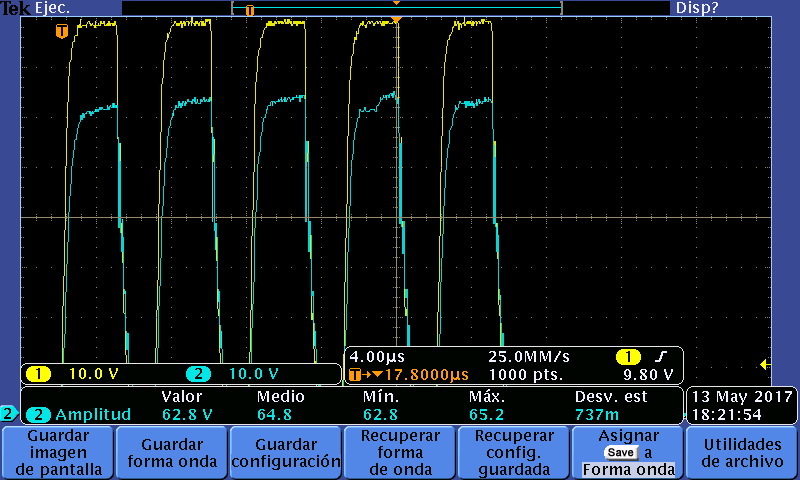 Tek Ejec. Disp?
T
T
1 10.0 V 2 10.0 V
4.00µs 25.0MM/s 1
T→▼17.8000µs 1000 pts. 9.80 V
Valor Medio Mín. Máx. Desv. est
2 2 Amplitud 62.8 V 64.8 62.8 65.2 737m
13 May 2017
18:21:54
Guardar
imagen
de pantalla
Guardar
forma onda
Guardar
configuración
Recuperar
forma
de onda
Recuperar
config.
guardada
Asignar
Save a
Forma onda
Utilidades
de archivo